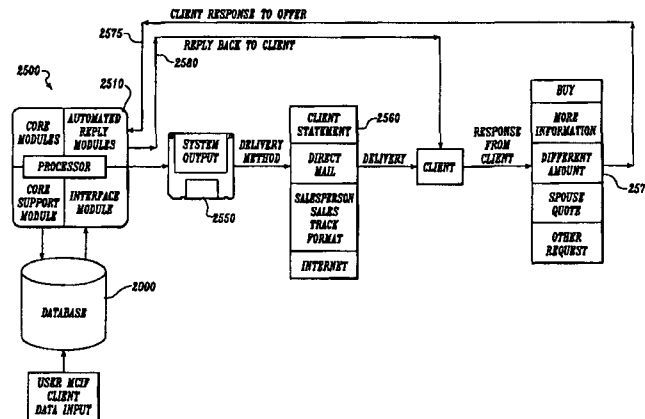 CLIENT RESPONSE TO OFFER
2575
REPLY BACK TO CLIENT
2580
2500
2510
CORE
MODULES
AUTOMATED
REPLY
MODULES
PROCESSOR
CORE
SUPPORT
MODULE
INTERFACE
MODULE
SYSTEM
OUTPUT
2550
DELIVERY
METHOD
CLIENT
STATEMENT
2560
DIRECT
MAIL
SALESPERSON
SALES
TRACK
FORMAT
INTERNET
DELIVERY
CLIENT
RESPONSE
FROM
CLIENT
BUY
MORE
INFORMATION
DIFFERENT
AMOUNT
257
SPOUSE
QUOTE
OTHER
REQUEST
2000
DATABASE
USER MCIF
CLIENT
DATA INPUT